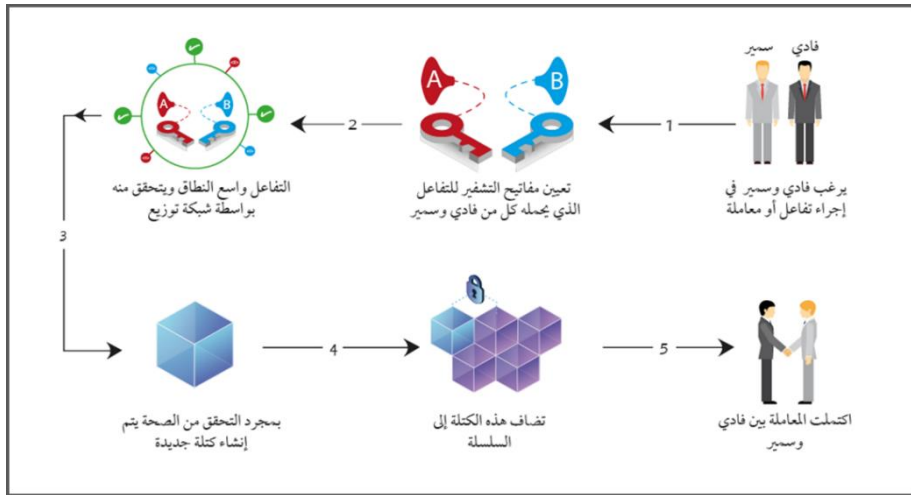 فادي
سمير
1
يرغب فادي وسمير في
إجراء تفاعل أو معاملة
A
B
تعيين مفاتيح التشفير للتفاعل
الذي يحمله كل من فادي وسمير
2
A
B
التفاعل واسع النطاق ويتحقق منه
بواسطة شبكة توزيع
3
بمجرد التحقق من الصحة يتم
إنشاء كتلة جديدة
4
تضاف هذه الكتلة إلى
السلسلة
5
اكتملت المعاملة بين فادي
وسمير